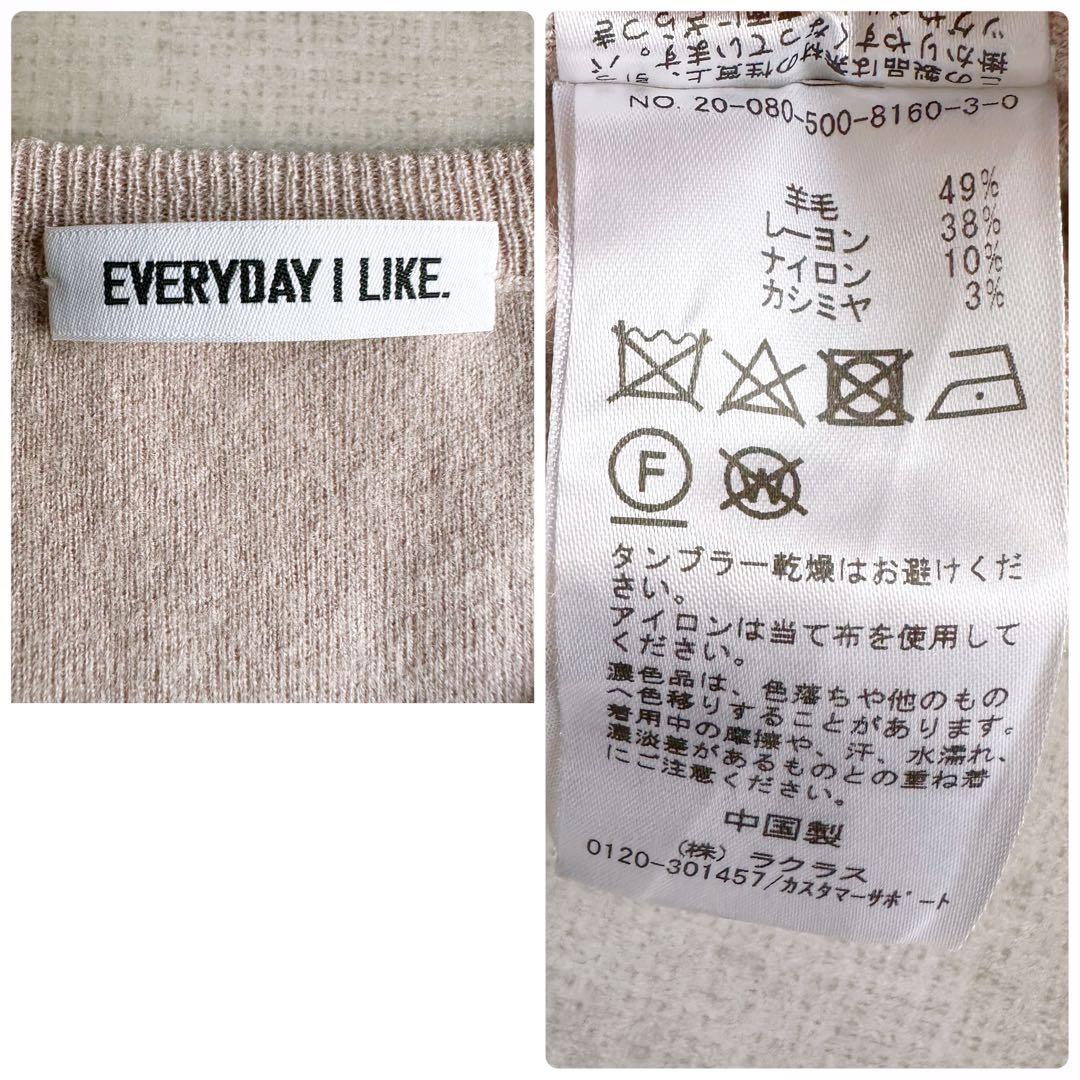 EVERYDAY I LIKE.
NO. 20-080-500-8160-3-0
羊毛 49%
レーヨン 38%
ナイロン 10%
カシミヤ 3%
F
W
タンブラー乾燥はお避けくだ
さい。
アイロンは当て布を使用して
ください。
濃色品は、色落ちや他のもの
へ色移りすることがあります。
着用中の摩擦や、汗、水濡れ、
濃淡差があるものとの重ね着
にご注意ください。
中国製
(株) ラクラス
0120-301457/カスタマーサポート